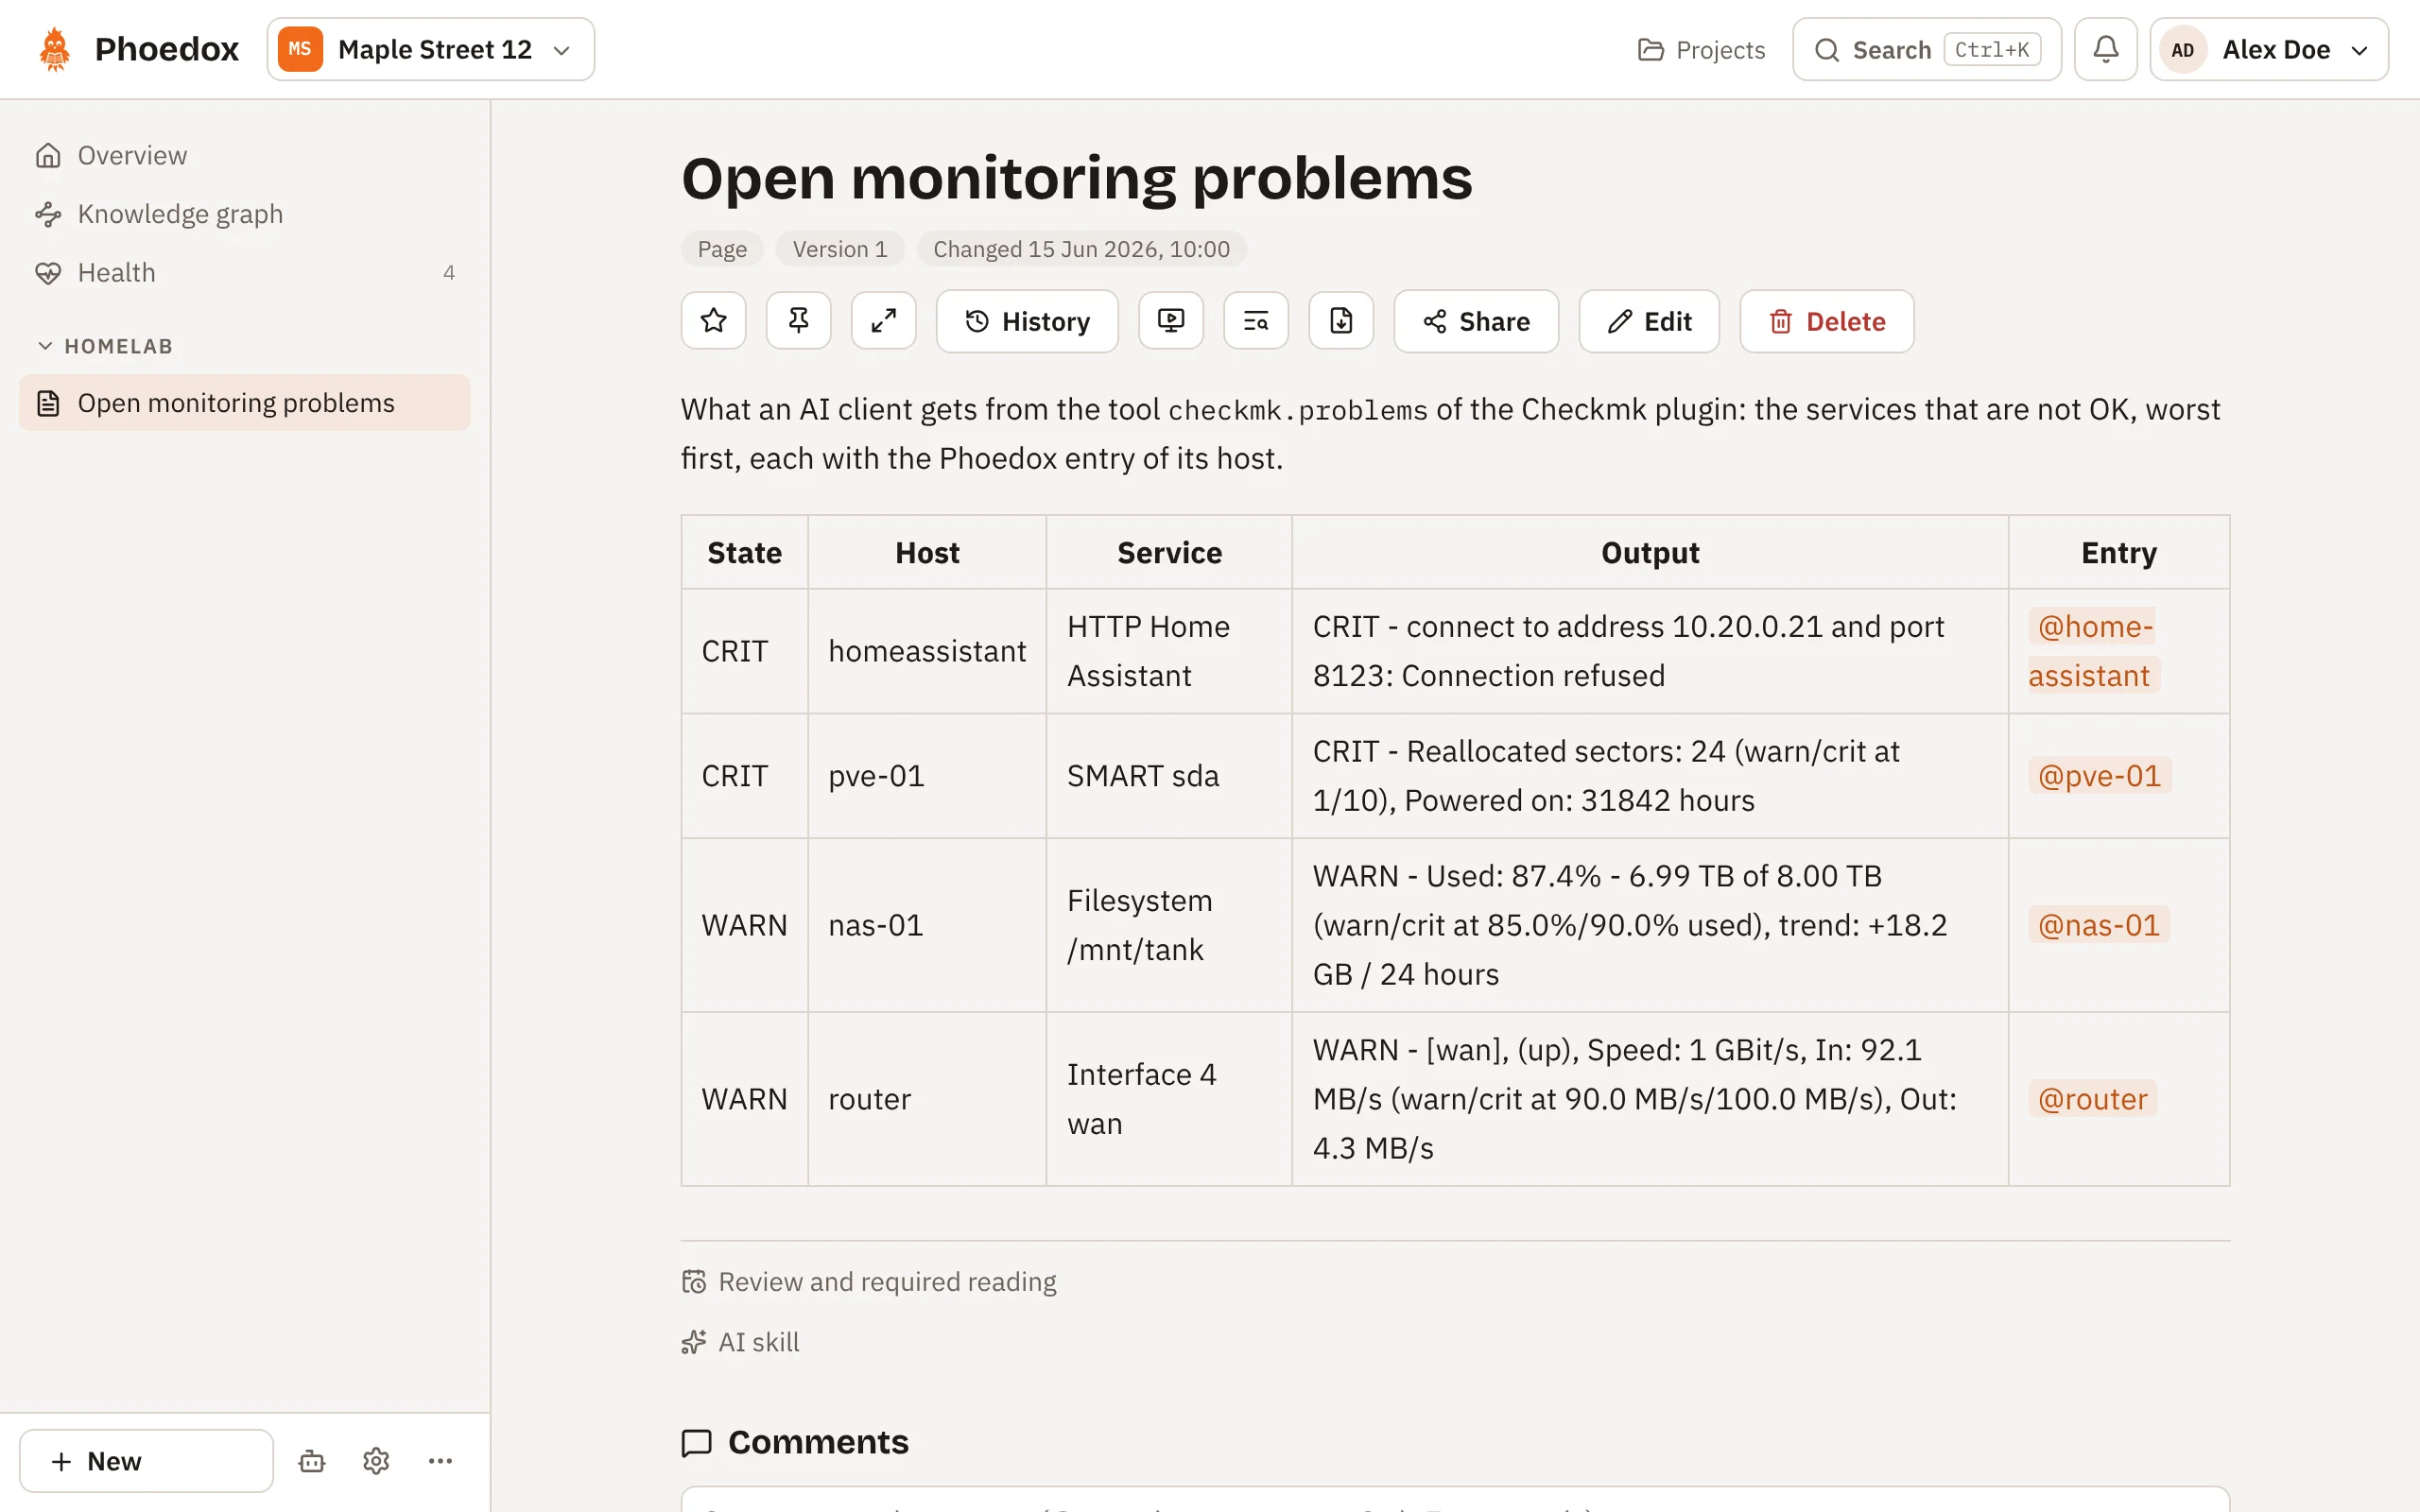 Phoedox
MS Maple Street 12
Projects
Search Ctrl+K
AD Alex Doe
Overview
Knowledge graph
Health 4
HOMELAB
Open monitoring problems
New
Open monitoring problems
Page Version 1 Changed 15 Jun 2026, 10:00
History Share Edit Delete
What an AI client gets from the tool checkmk.problems of the Checkmk plugin: the services that are not OK, worst
first, each with the Phoedox entry of its host.
State Host Service Output Entry
CRIT homeassistant HTTP Home
Assistant
CRIT - connect to address 10.20.0.21 and port
8123: Connection refused
@home-
assistant
CRIT pve-01 SMART sda
CRIT - Reallocated sectors: 24 (warn/crit at
1/10), Powered on: 31842 hours
@pve-01
WARN nas-01 Filesystem
/mnt/tank
WARN - Used: 87.4% - 6.99 TB of 8.00 TB
(warn/crit at 85.0%/90.0% used), trend: +18.2
GB / 24 hours
@nas-01
WARN router Interface 4
wan
WARN - [wan], (up), Speed: 1 GBit/s, In: 92.1
MB/s (warn/crit at 90.0 MB/s/100.0 MB/s), Out:
4.3 MB/s
@router
Review and required reading
AI skill
Comments